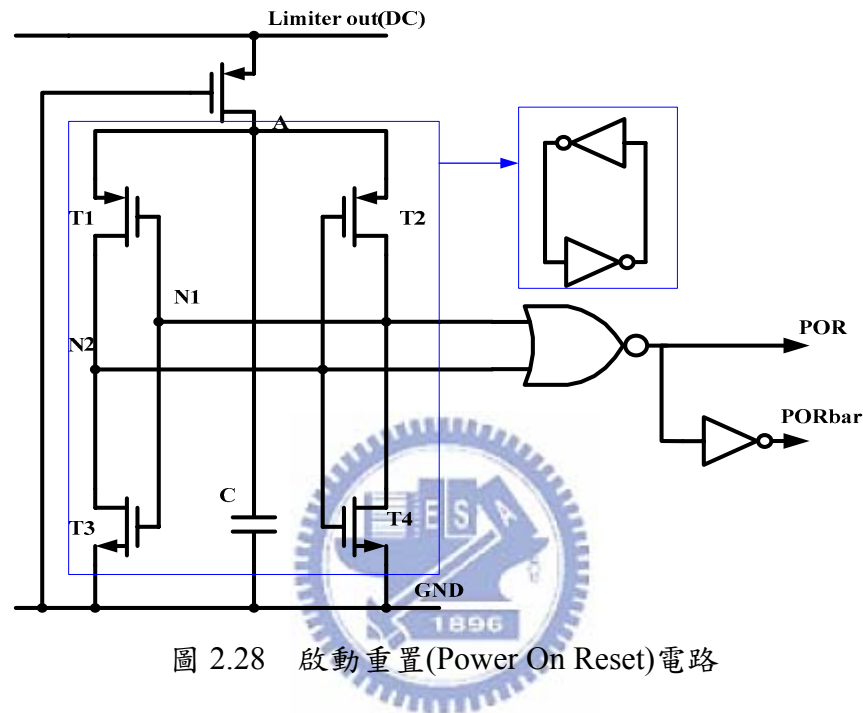 Limiter out(DC)
A
T1
T2
N1
N2
POR
PORbar
C
T3
T4
E S A
GND
1896
圖 2.28 啟動重置(Power On Reset)電路